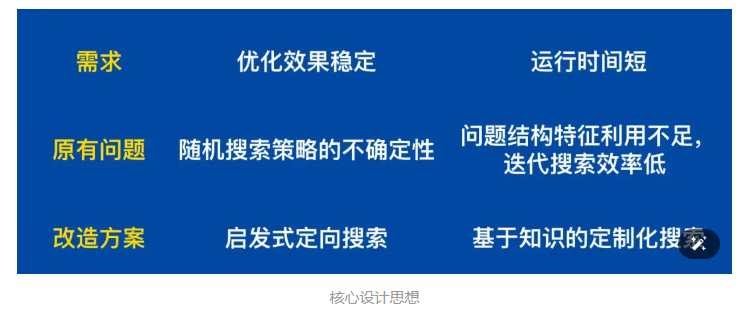 需求 优化效果稳定 运行时间短
原有问题 随机搜索策略的不确定性 问题结构特征利用不足,
迭代搜索效率低
改造方案 启发式定向搜索 基于知识的定制化搜索
核心设计思想